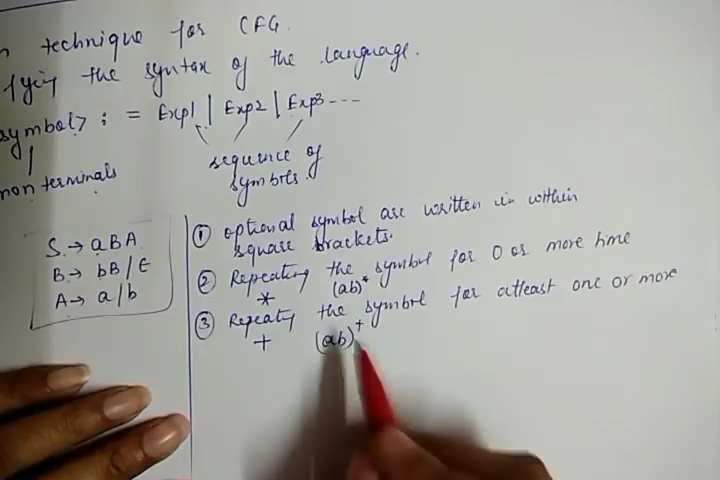 technique for CFG.
fying the syntax of the language.
symbol> : = Exp1 | Exp2 | Exp3 ---
sequence of
symbols.
non terminals
S → aBA
B → bB/ε
A → a/b
① optional symbol are written in within
square brackets.
② Repeating the symbol for 0 or more time
* (ab)*
③ Repeaty the symbol for atleast one or more
+ (ab)+